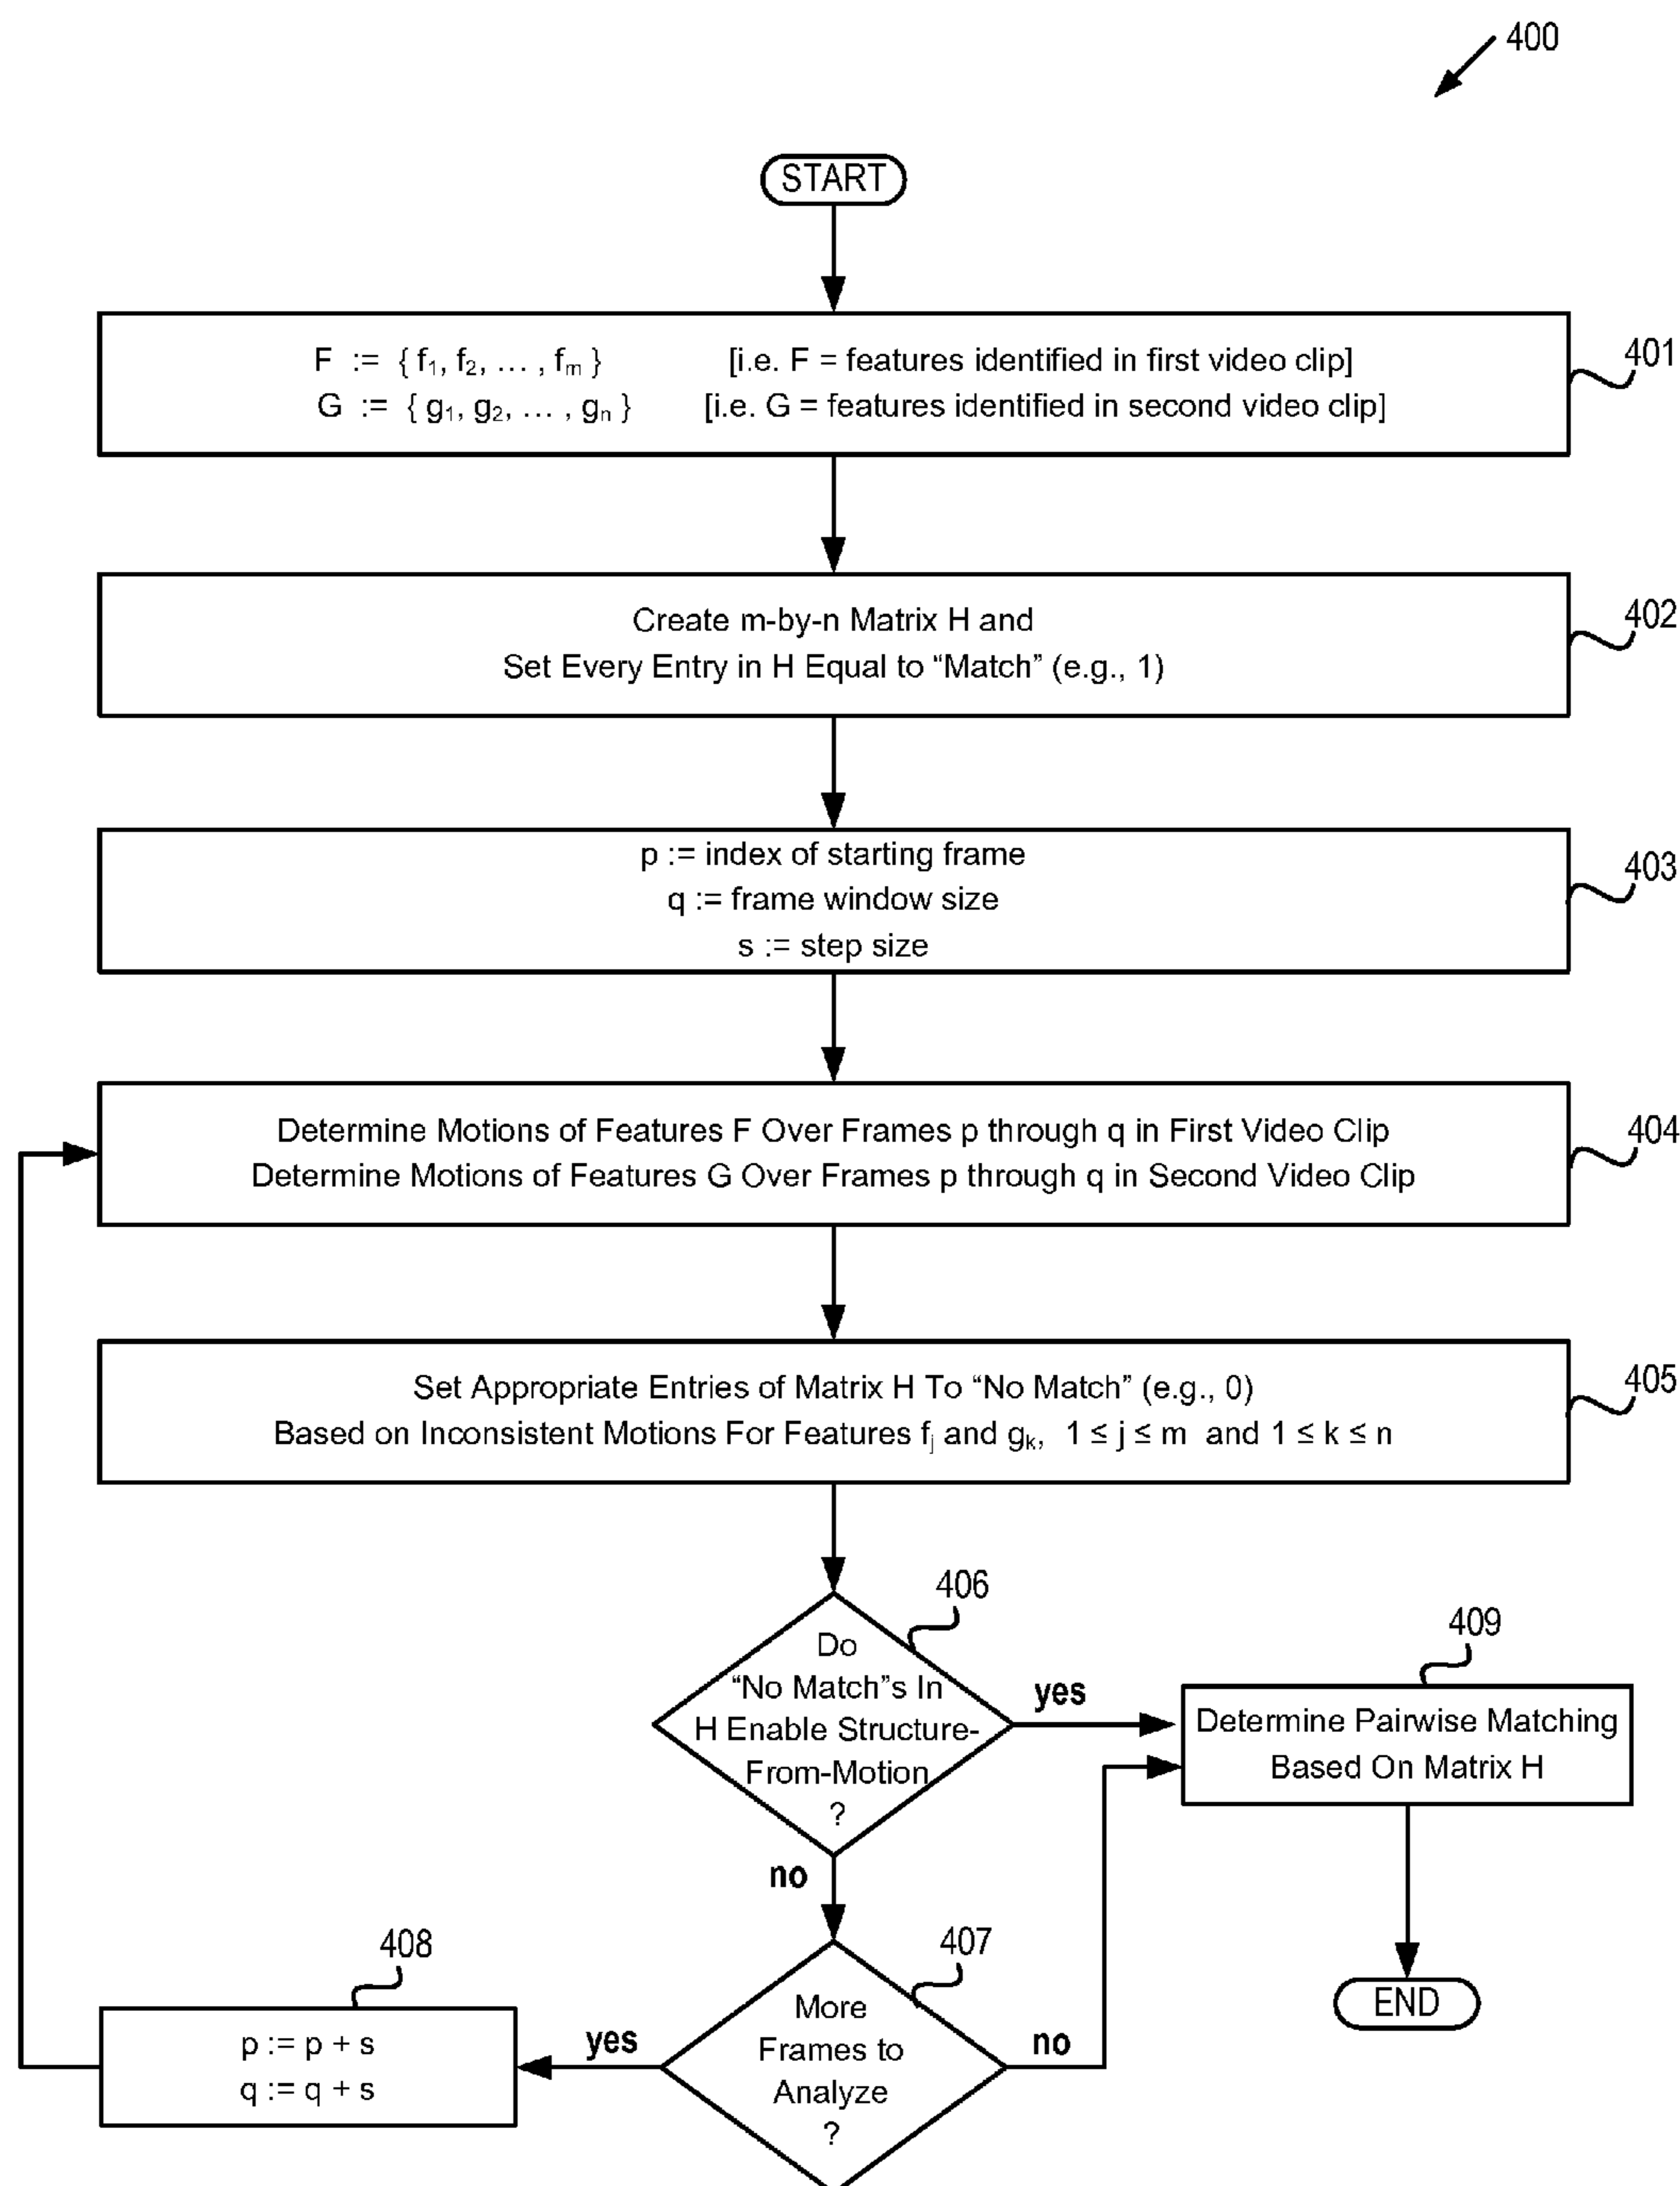 400
START
F := { f₁, f₂, … , fₘ } [i.e. F = features identified in first video clip]
G := { g₁, g₂, … , gₙ } [i.e. G = features identified in second video clip]
401
Create m-by-n Matrix H and
Set Every Entry in H Equal to “Match” (e.g., 1)
402
p := index of starting frame
q := frame window size
s := step size
403
Determine Motions of Features F Over Frames p through q in First Video Clip
Determine Motions of Features G Over Frames p through q in Second Video Clip
404
Set Appropriate Entries of Matrix H To “No Match” (e.g., 0)
Based on Inconsistent Motions For Features fⱼ and gₖ, 1 ≤ j ≤ m and 1 ≤ k ≤ n
405
406
Do
“No Match”s In
H Enable Structure-
From-Motion
?
yes
no
409
Determine Pairwise Matching
Based On Matrix H
END
407
More
Frames to
Analyze
?
yes
no
408
p := p + s
q := q + s